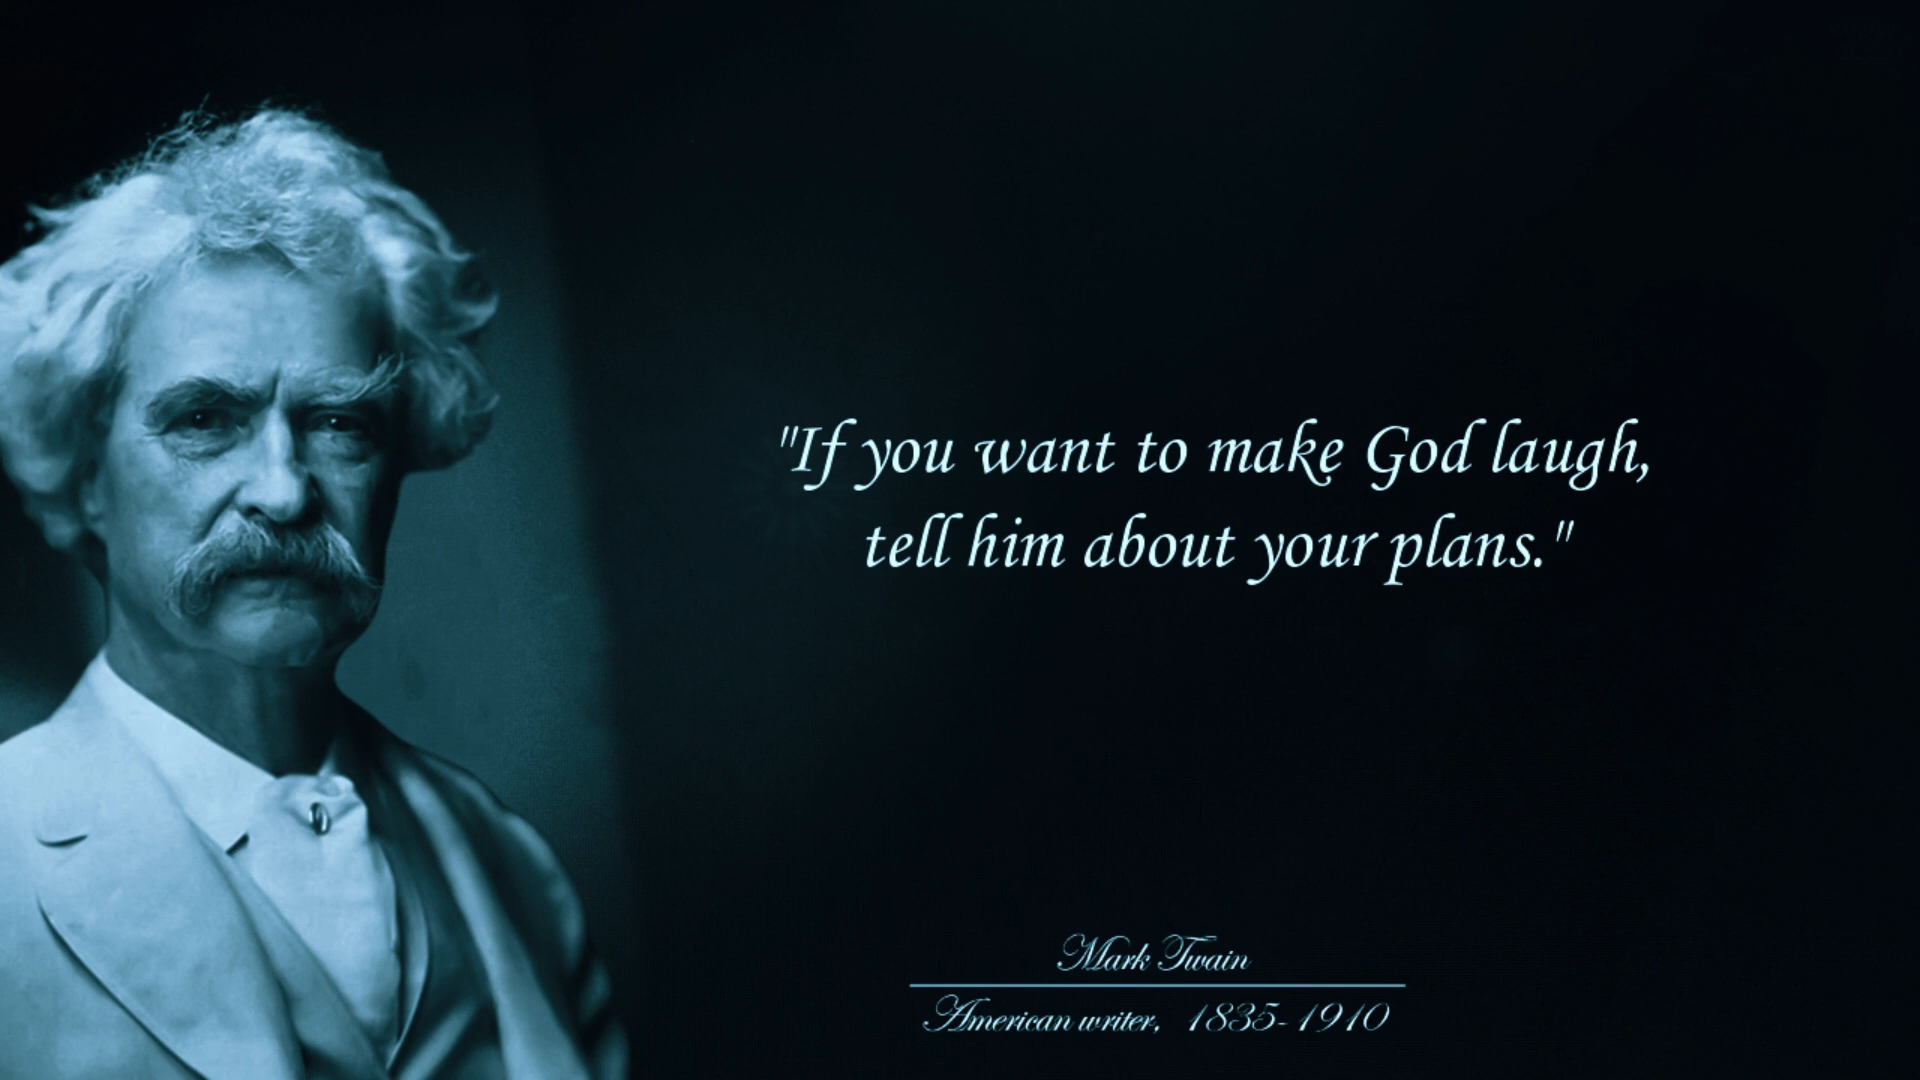 "If you want to make God laugh,
tell him about your plans."
Mark Twain
American writer, 1835-1910